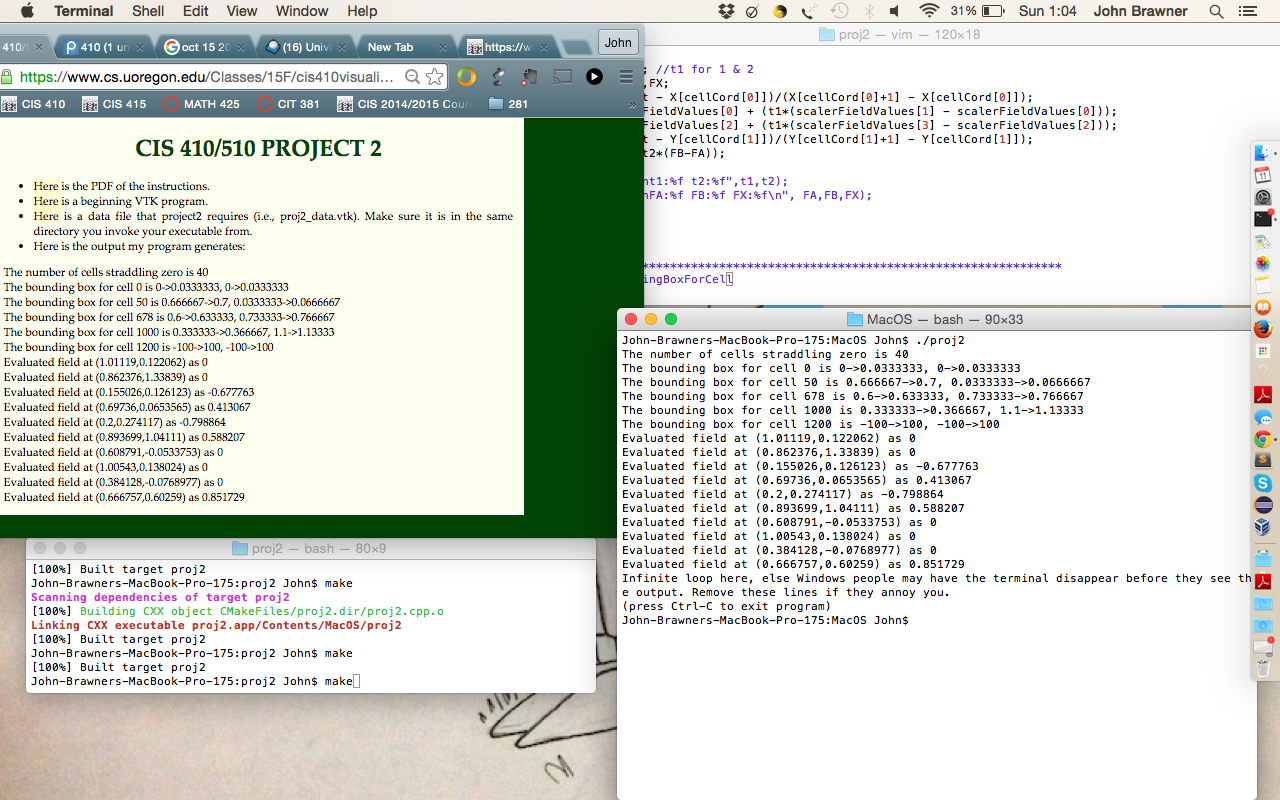 Terminal Shell Edit View Window Help 31% Sun 1:04 John Brawner
410/ 410 (1 un oct 15 20 (16) Univ New Tab https://w John
https://www.cs.uoregon.edu/Classes/15F/cis410visuali...
CIS 410 CIS 415 MATH 425 CIT 381 CIS 2014/2015 Cour 281 »
CIS 410/510 PROJECT 2
Here is the PDF of the instructions.
Here is a beginning VTK program.
Here is a data file that project2 requires (i.e., proj2_data.vtk). Make sure it is in the same
directory you invoke your executable from.
Here is the output my program generates:
The number of cells straddling zero is 40
The bounding box for cell 0 is 0->0.0333333, 0->0.0333333
The bounding box for cell 50 is 0.666667->0.7, 0.0333333->0.0666667
The bounding box for cell 678 is 0.6->0.633333, 0.733333->0.766667
The bounding box for cell 1000 is 0.333333->0.366667, 1.1->1.13333
The bounding box for cell 1200 is -100->100, -100->100
Evaluated field at (1.01119,0.122062) as 0
Evaluated field at (0.862376,1.33839) as 0
Evaluated field at (0.155026,0.126123) as -0.677763
Evaluated field at (0.69736,0.0653565) as 0.413067
Evaluated field at (0.2,0.274117) as -0.798864
Evaluated field at (0.893699,1.04111) as 0.588207
Evaluated field at (0.608791,-0.0533753) as 0
Evaluated field at (1.00543,0.138024) as 0
Evaluated field at (0.384128,-0.0768977) as 0
Evaluated field at (0.666757,0.60259) as 0.851729
proj2 — vim — 120×18
; //t1 for 1 & 2
,FX;
t - X[cellCord[0]])/(X[cellCord[0]+1] - X[cellCord[0]]);
FieldValues[0] + (t1*(scalerFieldValues[1] - scalerFieldValues[0]));
FieldValues[2] + (t1*(scalerFieldValues[3] - scalerFieldValues[2]));
t - Y[cellCord[1]])/(Y[cellCord[1]+1] - Y[cellCord[1]]);
t2*(FB-FA));
nt1:%f t2:%f",t1,t2);
nFA:%f FB:%f FX:%f\n", FA,FB,FX);
************************************************************
ingBoxForCell
proj2 — bash — 80×9
[100%] Built target proj2
John-Brawners-MacBook-Pro-175:proj2 John$ make
Scanning dependencies of target proj2
[100%] Building CXX object CMakeFiles/proj2.dir/proj2.cpp.o
Linking CXX executable proj2.app/Contents/MacOS/proj2
[100%] Built target proj2
John-Brawners-MacBook-Pro-175:proj2 John$ make
[100%] Built target proj2
John-Brawners-MacBook-Pro-175:proj2 John$ make
MacOS — bash — 90×33
John-Brawners-MacBook-Pro-175:MacOS John$ ./proj2
The number of cells straddling zero is 40
The bounding box for cell 0 is 0->0.0333333, 0->0.0333333
The bounding box for cell 50 is 0.666667->0.7, 0.0333333->0.0666667
The bounding box for cell 678 is 0.6->0.633333, 0.733333->0.766667
The bounding box for cell 1000 is 0.333333->0.366667, 1.1->1.13333
The bounding box for cell 1200 is -100->100, -100->100
Evaluated field at (1.01119,0.122062) as 0
Evaluated field at (0.862376,1.33839) as 0
Evaluated field at (0.155026,0.126123) as -0.677763
Evaluated field at (0.69736,0.0653565) as 0.413067
Evaluated field at (0.2,0.274117) as -0.798864
Evaluated field at (0.893699,1.04111) as 0.588207
Evaluated field at (0.608791,-0.0533753) as 0
Evaluated field at (1.00543,0.138024) as 0
Evaluated field at (0.384128,-0.0768977) as 0
Evaluated field at (0.666757,0.60259) as 0.851729
Infinite loop here, else Windows people may have the terminal disappear before they see th
e output. Remove these lines if they annoy you.
(press Ctrl-C to exit program)
John-Brawners-MacBook-Pro-175:MacOS John$